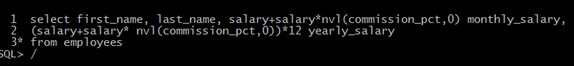 1 select first_name, last_name, salary+salary*nvl(commission_pct,0) monthly_salary,
2 (salary+salary* nvl(commission_pct,0))*12 yearly_salary
3* from employees
SQL> /